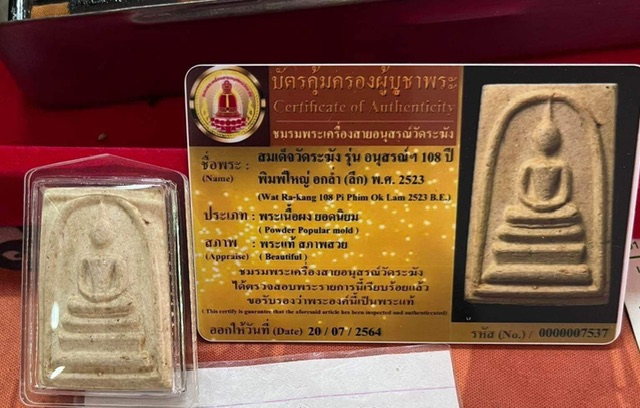 บัตรคุ้มครองผู้บูชาพระ
Certificate of Authenticity
ชมรมพระเครื่องสายอนุสรณ์วัดระฆัง
ชื่อพระ : สมเด็จวัดระฆัง รุ่น อนุสรณ์ฯ 108 ปี
(Name) พิมพ์ใหญ่ อกล่ำ (ลึก) พ.ศ. 2523
(Wat Ra-kang 108 Pi Phim Ok Lam 2523 B.E.)
ประเภท : พระเนื้อผง ยอดนิยม
( Powder Popular mold )
สภาพ : พระแท้ สภาพสวย
(Appraise) ( Beautiful )
ชมรมพระเครื่องสายอนุสรณ์วัดระฆัง
ได้ตรวจสอบพระรายการนี้เรียบร้อยแล้ว
ขอรับรองว่าพระองค์นี้เป็นพระแท้
( This certify is guarantee that the aforesaid article has been inspected and authenticated)
ออกให้วันที่ (Date) 20 / 07 / 2564
รหัส (No.) / 0000007537